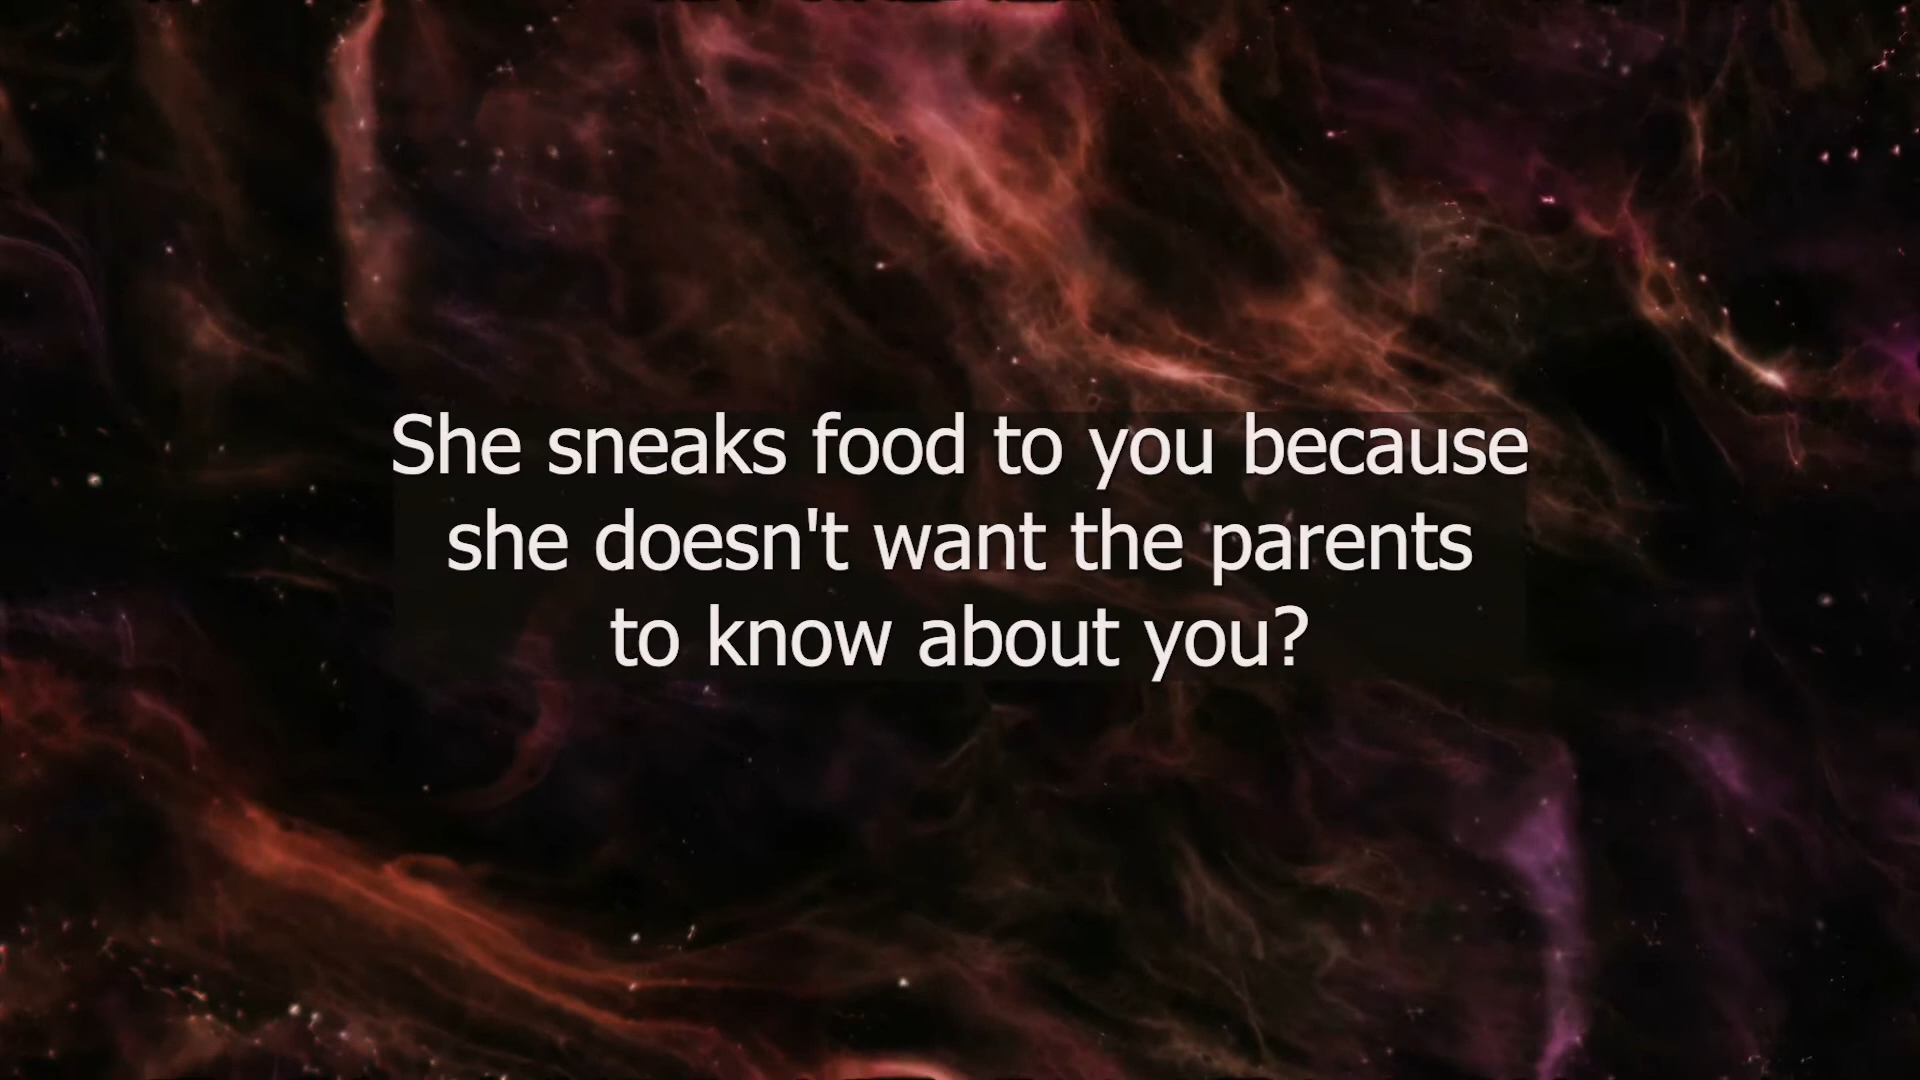 She sneaks food to you because
she doesn't want the parents
to know about you?